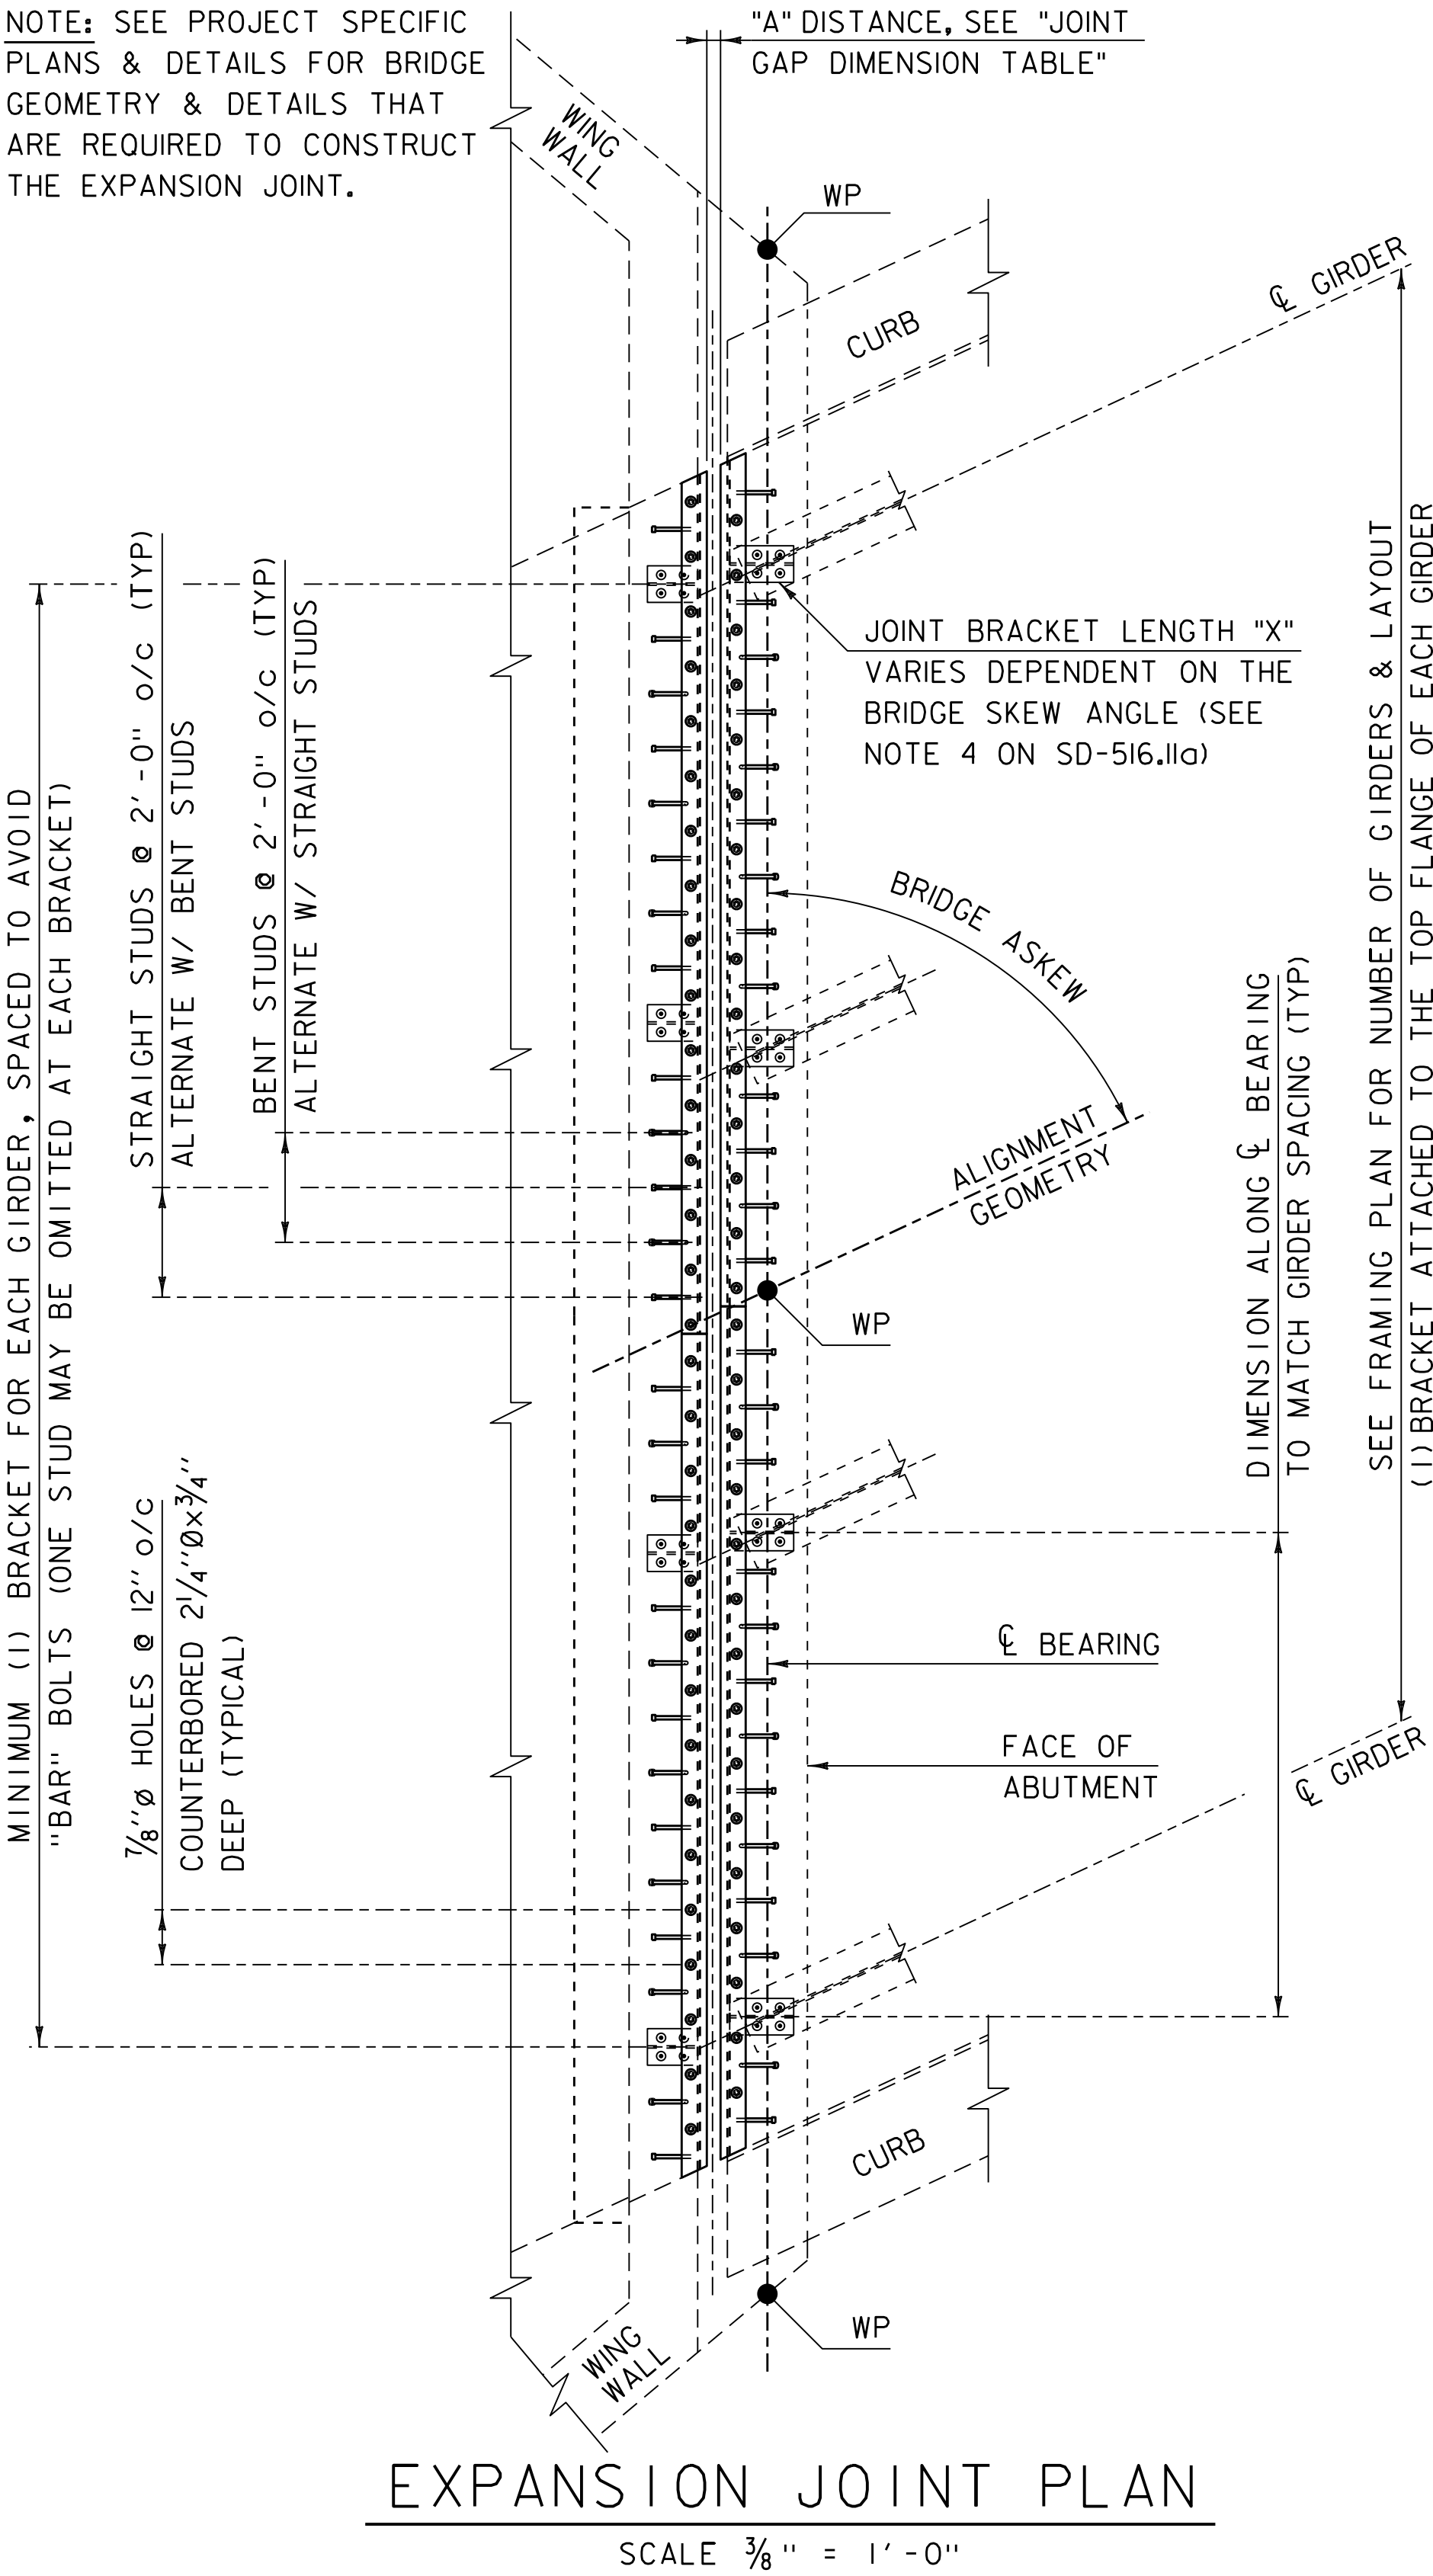 NOTE: SEE PROJECT SPECIFIC
PLANS & DETAILS FOR BRIDGE
GEOMETRY & DETAILS THAT
ARE REQUIRED TO CONSTRUCT
THE EXPANSION JOINT.
"A" DISTANCE, SEE "JOINT
GAP DIMENSION TABLE"
WING
WALL
WP
CURB
℄ GIRDER
JOINT BRACKET LENGTH "X"
VARIES DEPENDENT ON THE
BRIDGE SKEW ANGLE (SEE
NOTE 4 ON SD-516.11a)
MINIMUM (1) BRACKET FOR EACH GIRDER, SPACED TO AVOID
"BAR" BOLTS (ONE STUD MAY BE OMITTED AT EACH BRACKET)
STRAIGHT STUDS @ 2'-0" o/c (TYP)
ALTERNATE W/ BENT STUDS
BENT STUDS @ 2'-0" o/c (TYP)
ALTERNATE W/ STRAIGHT STUDS
7/8"Ø HOLES @ 12" o/c
COUNTERBORED 2 1/4"Ø×3/4"
DEEP (TYPICAL)
BRIDGE ASKEW
ALIGNMENT
GEOMETRY
WP
DIMENSION ALONG ℄ BEARING
TO MATCH GIRDER SPACING (TYP)
SEE FRAMING PLAN FOR NUMBER OF GIRDERS & LAYOUT
(1) BRACKET ATTACHED TO THE TOP FLANGE OF EACH GIRDER
℄ BEARING
FACE OF
ABUTMENT
℄ GIRDER
CURB
WP
WING
WALL
EXPANSION JOINT PLAN
SCALE 3/8" = 1'-0"